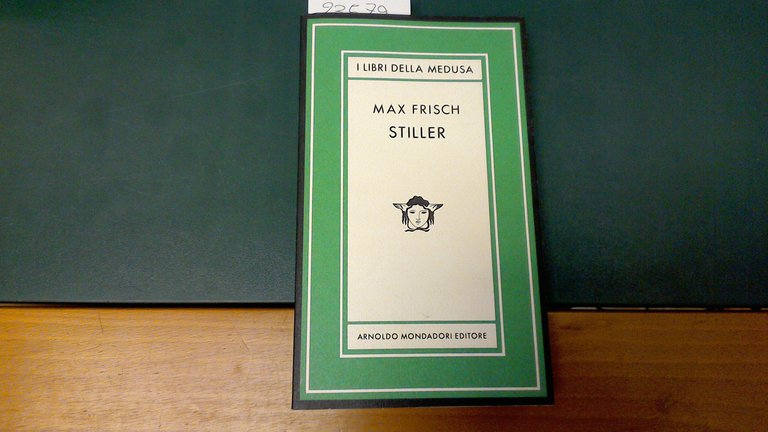 I LIBRI DELLA MEDUSA
MAX FRISCH
STILLER
ARNOLDO MONDADORI EDITORE